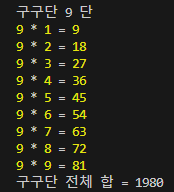 구구단 9 단
9 * 1 = 9
9 * 2 = 18
9 * 3 = 27
9 * 4 = 36
9 * 5 = 45
9 * 6 = 54
9 * 7 = 63
9 * 8 = 72
9 * 9 = 81
구구단 전체 합 = 1980